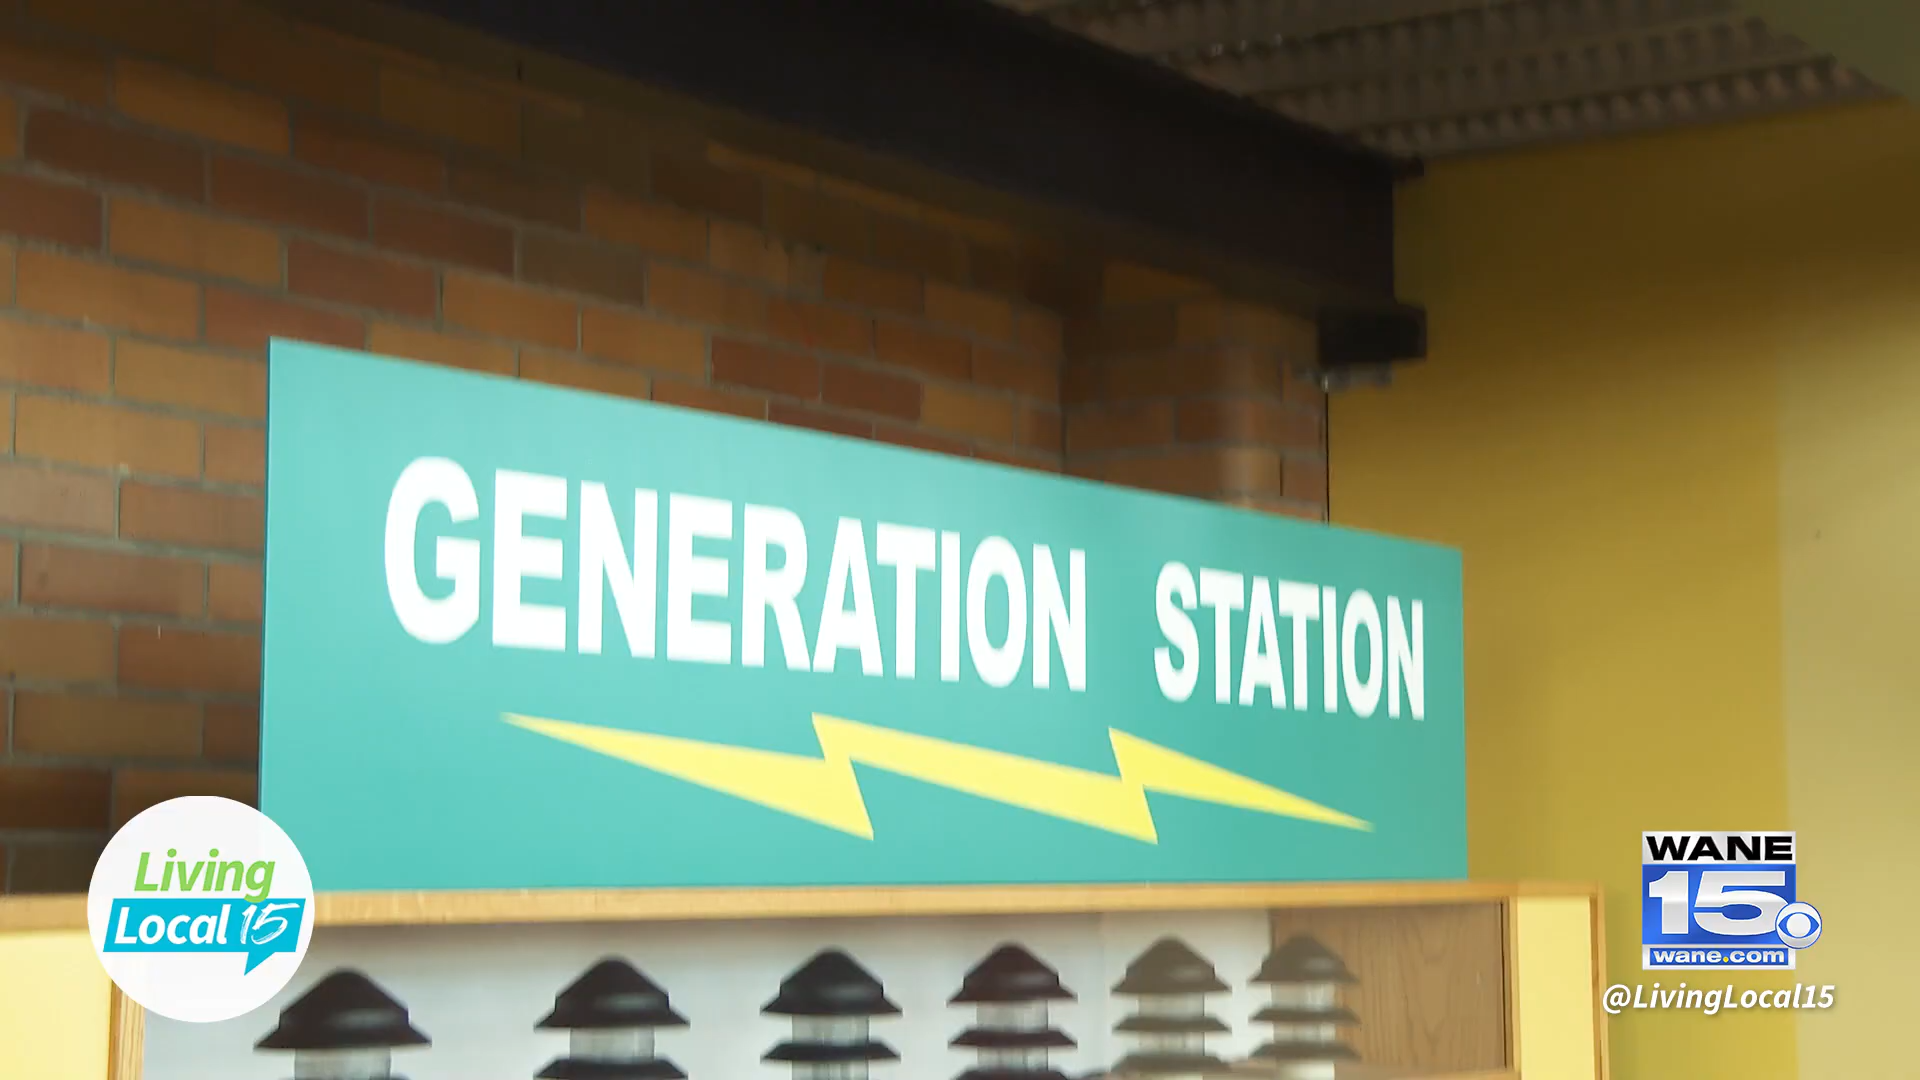 GENERATION STATION
Living
Local 15
WANE
15
wane.com
@LivingLocal15